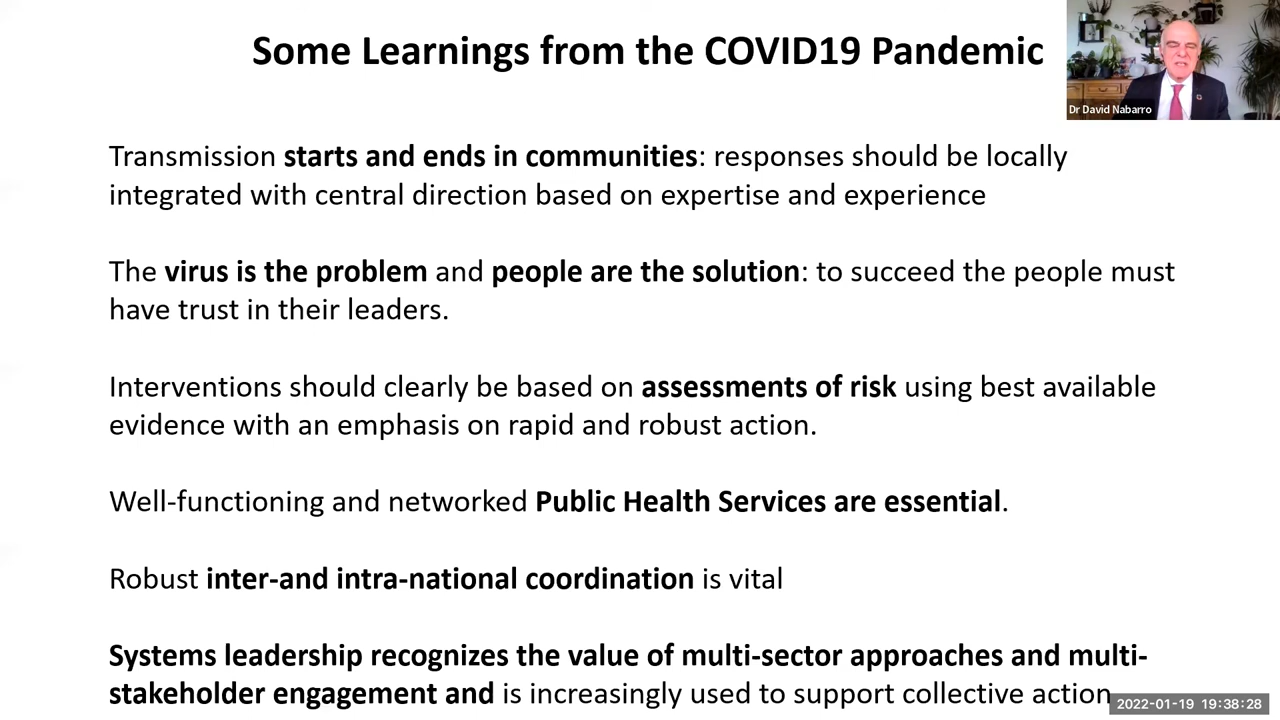 Some Learnings from the COVID19 Pandemic
Dr David Nabarro
Transmission starts and ends in communities: responses should be locally
integrated with central direction based on expertise and experience
The virus is the problem and people are the solution: to succeed the people must
have trust in their leaders.
Interventions should clearly be based on assessments of risk using best available
evidence with an emphasis on rapid and robust action.
Well-functioning and networked Public Health Services are essential.
Robust inter-and intra-national coordination is vital
Systems leadership recognizes the value of multi-sector approaches and multi-
stakeholder engagement and is increasingly used to support collective action
2022-01-19 19:38:28